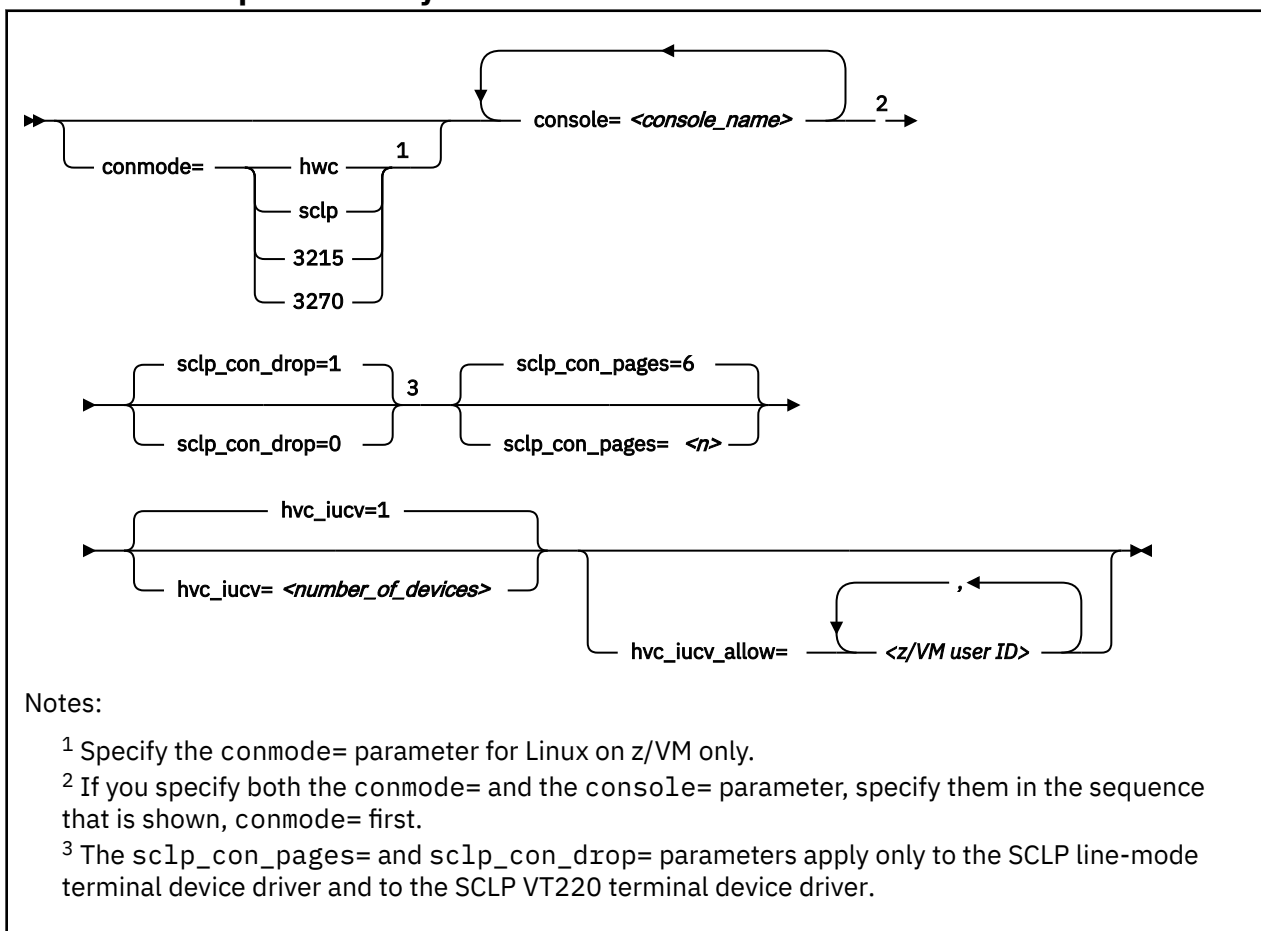 console= <console_name> 2
conmode= hwc 1
sclp
3215
3270
sclp_con_drop=1 sclp_con_pages=6
3
sclp_con_drop=0 sclp_con_pages= <n>
hvc_iucv=1
hvc_iucv= <number_of_devices>
,
hvc_iucv_allow= <z/VM user ID>
Notes:
1 Specify the conmode= parameter for Linux on z/VM only.
2 If you specify both the conmode= and the console= parameter, specify them in the sequence
that is shown, conmode= first.
3 The sclp_con_pages= and sclp_con_drop= parameters apply only to the SCLP line-mode
terminal device driver and to the SCLP VT220 terminal device driver.